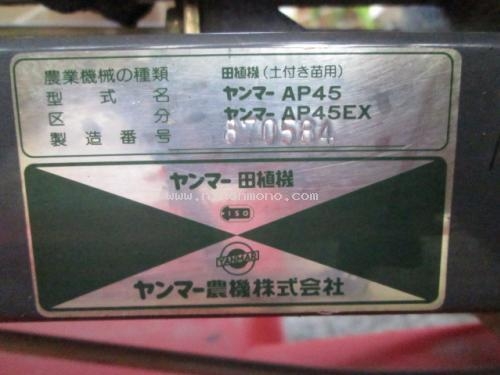 農業機械の種類 田植機(土付き苗用)
型式名 ヤンマー AP45
区分 ヤンマー AP45EX
製造番号 870584
ヤンマー 田植機
ISO
YANMAR
ヤンマー農機株式会社